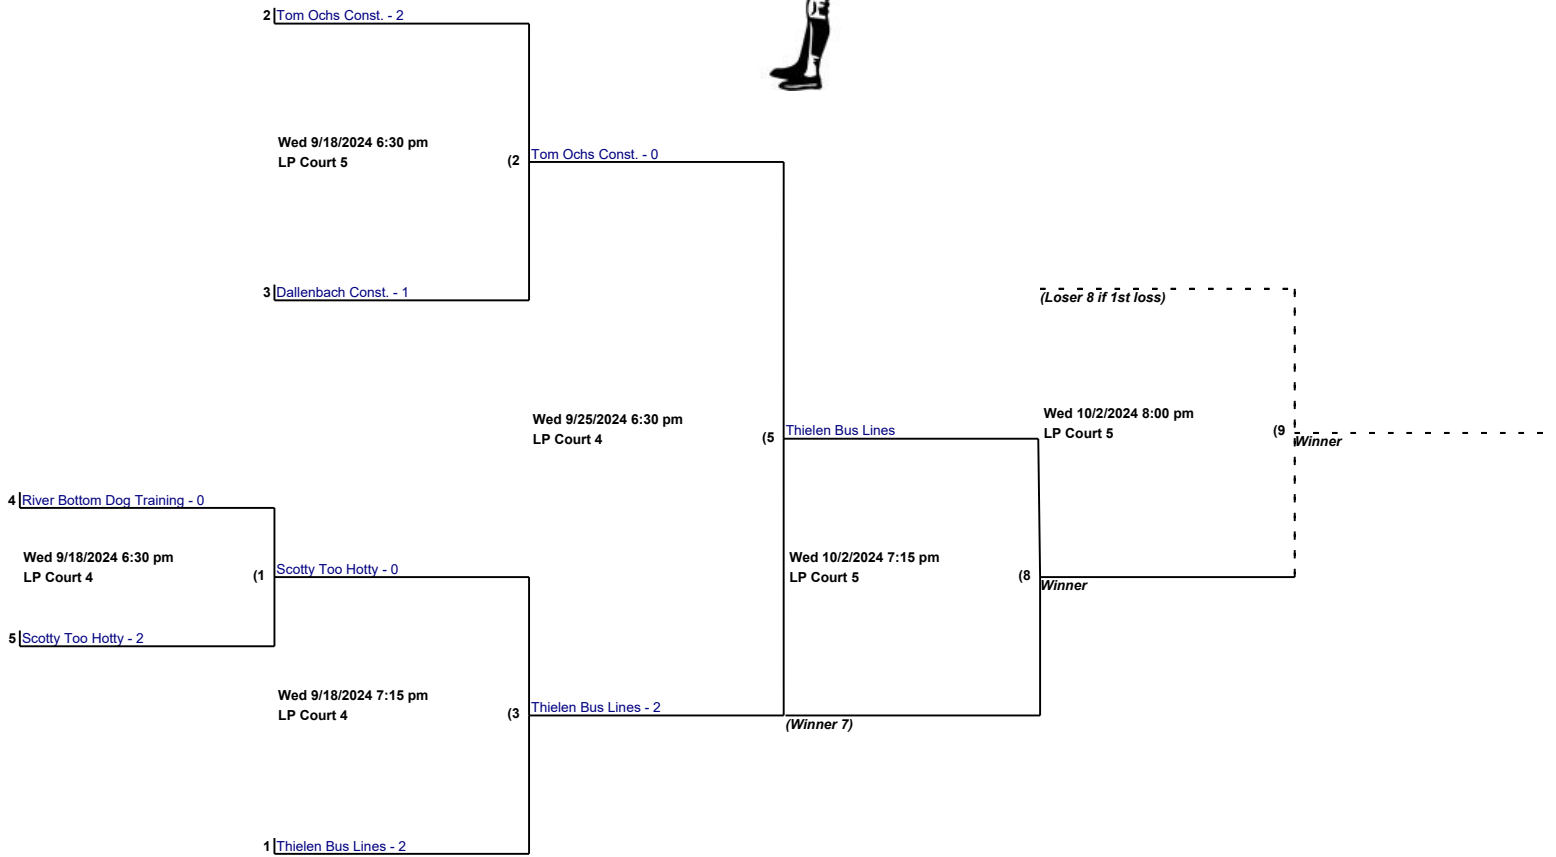 2 Tom Ochs Const. - 2
Wed 9/18/2024 6:30 pm
LP Court 5
(2
Tom Ochs Const. - 0
3 Dallenbach Const. - 1
(Loser 8 if 1st loss)
Wed 9/25/2024 6:30 pm
LP Court 4
(5
Thielen Bus Lines
Wed 10/2/2024 8:00 pm
LP Court 5
(9
Winner
4 River Bottom Dog Training - 0
Wed 9/18/2024 6:30 pm
LP Court 4
(1
Scotty Too Hotty - 0
5 Scotty Too Hotty - 2
Wed 10/2/2024 7:15 pm
LP Court 5
(8
Winner
Wed 9/18/2024 7:15 pm
LP Court 4
(3
Thielen Bus Lines - 2
(Winner 7)
1 Thielen Bus Lines - 2